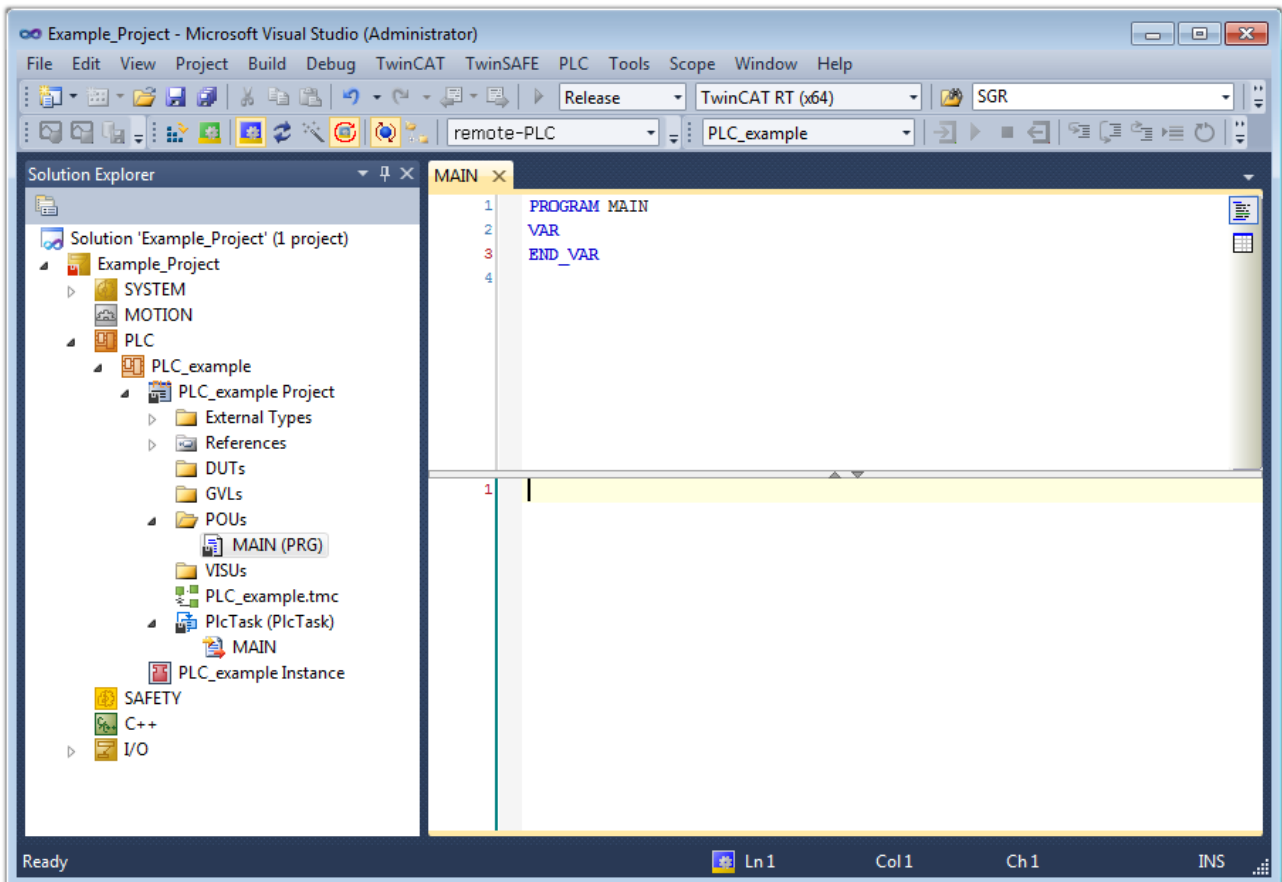 Example_Project - Microsoft Visual Studio (Administrator)
File Edit View Project Build Debug TwinCAT TwinSAFE PLC Tools Scope Window Help
Release TwinCAT RT (x64) SGR
remote-PLC PLC_example
Solution Explorer
Solution 'Example_Project' (1 project)
Example_Project
SYSTEM
MOTION
PLC
PLC_example
PLC_example Project
External Types
References
DUTs
GVLs
POUs
MAIN (PRG)
VISUs
PLC_example.tmc
PlcTask (PlcTask)
MAIN
PLC_example Instance
SAFETY
C++
I/O
MAIN
1 PROGRAM MAIN
2 VAR
3 END_VAR
4
1
Ready Ln 1 Col 1 Ch 1 INS